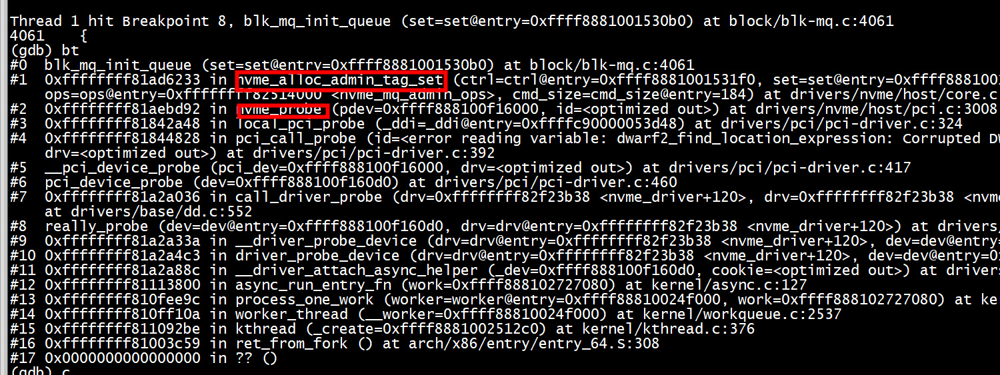 Thread 1 hit Breakpoint 8, blk_mq_init_queue (set=set@entry=0xffff8881001530b0) at block/blk-mq.c:4061
4061    {
(gdb) bt
#0  blk_mq_init_queue (set=set@entry=0xffff8881001530b0) at block/blk-mq.c:4061
#1  0xffffffff81ad6233 in nvme_alloc_admin_tag_set (ctrl=ctrl@entry=0xffff8881001531f0, set=set@entry=0xffff8881001
    ops=ops@entry=0xffffffff82514000 <nvme_mq_admin_ops>, cmd_size=cmd_size@entry=184) at drivers/nvme/host/core.c
#2  0xffffffff81aebd92 in nvme_probe (pdev=0xffff888100f16000, id=<optimized out>) at drivers/nvme/host/pci.c:3008
#3  0xffffffff81842a48 in local_pci_probe (_ddi=_ddi@entry=0xffffc90000053d48) at drivers/pci/pci-driver.c:324
#4  0xffffffff81844828 in pci_call_probe (id=<error reading variable: dwarf2_find_location_expression: Corrupted DW
    drv=<optimized out>) at drivers/pci/pci-driver.c:392
#5  __pci_device_probe (pci_dev=0xffff888100f16000, drv=<optimized out>) at drivers/pci/pci-driver.c:417
#6  pci_device_probe (dev=0xffff888100f160d0) at drivers/pci/pci-driver.c:460
#7  0xffffffff81a2a036 in call_driver_probe (drv=0xffffffff82f23b38 <nvme_driver+120>, drv=0xffffffff82f23b38 <nvme
    at drivers/base/dd.c:552
#8  really_probe (dev=dev@entry=0xffff888100f160d0, drv=drv@entry=0xffffffff82f23b38 <nvme_driver+120>) at drivers/
#9  0xffffffff81a2a33a in __driver_probe_device (drv=drv@entry=0xffffffff82f23b38 <nvme_driver+120>, dev=dev@entry=
#10 0xffffffff81a2a4c3 in driver_probe_device (drv=drv@entry=0xffffffff82f23b38 <nvme_driver+120>, dev=dev@entry=0x
#11 0xffffffff81a2a88c in __driver_attach_async_helper (_dev=0xffff888100f160d0, cookie=<optimized out>) at drivers
#12 0xffffffff81113800 in async_run_entry_fn (work=0xffff888102727080) at kernel/async.c:127
#13 0xffffffff810fee9c in process_one_work (worker=worker@entry=0xffff88810024f000, work=0xffff888102727080) at ke
#14 0xffffffff810ff10a in worker_thread (__worker=0xffff88810024f000) at kernel/workqueue.c:2537
#15 0xffffffff811092be in kthread (_create=0xffff8881002512c0) at kernel/kthread.c:376
#16 0xffffffff81003c59 in ret_from_fork () at arch/x86/entry/entry_64.S:308
#17 0x0000000000000000 in ?? ()
(gdb) c